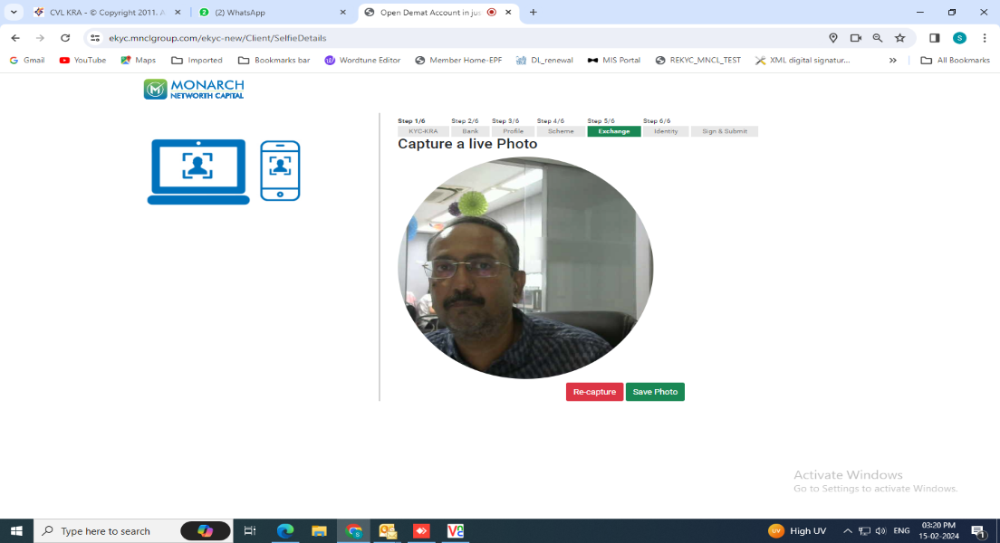 CVL KRA - © Copyright 2011. A
(2) WhatsApp
Open Demat Account in jus
ekyc.mnclgroup.com/ekyc-new/Client/SelfieDetails
S
Gmail
YouTube
Maps
Imported
Bookmarks bar
Wordtune Editor
Member Home-EPF
DL_renewal
MIS Portal
REKYC_MNCL_TEST
XML digital signatur...
All Bookmarks
MONARCH
NETWORTH CAPITAL
Step 1/6 Step 2/6 Step 3/6 Step 4/6 Step 5/6 Step 6/6
KYC-KRA Bank Profile Scheme Exchange Identity Sign & Submit
Capture a live Photo
Re-capture Save Photo
Activate Windows
Go to Settings to activate Windows.
Type here to search
UV High UV
ENG
03:20 PM
15-02-2024
1